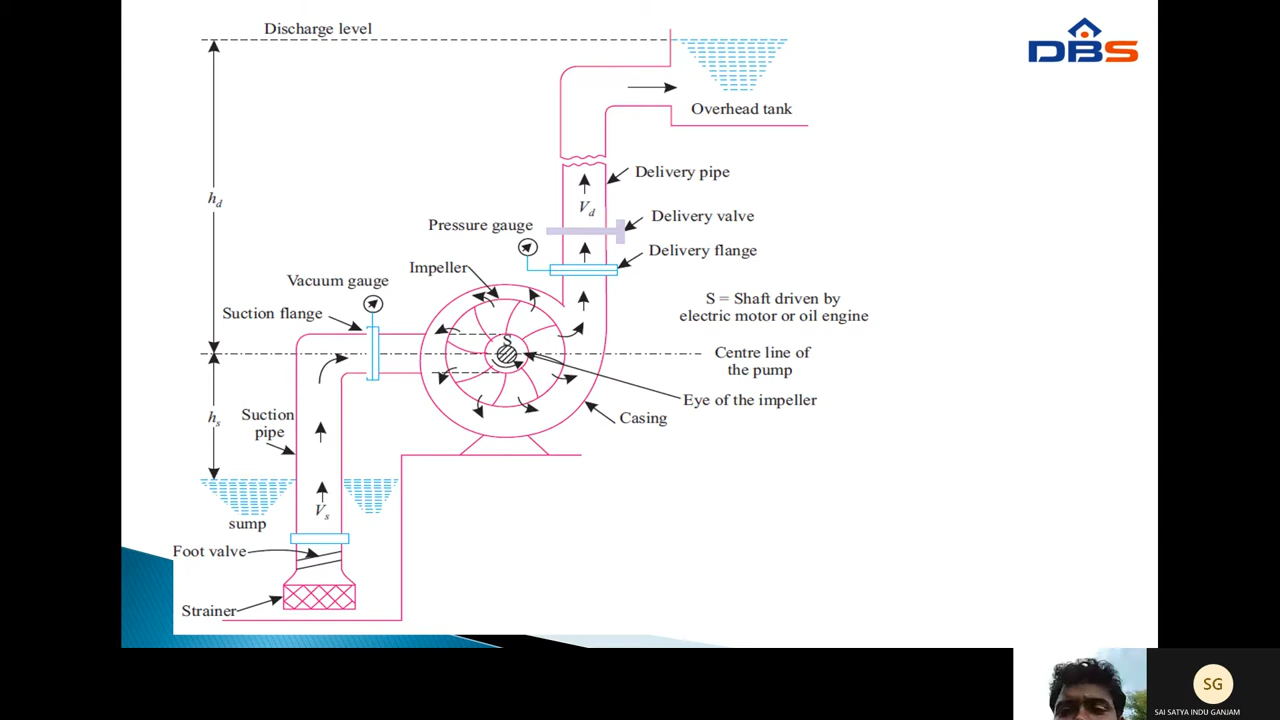 Discharge level
DBS
Overhead tank
Delivery pipe
h_d
V_d
Delivery valve
Pressure gauge
Delivery flange
Impeller
Vacuum gauge
S = Shaft driven by
electric motor or oil engine
Suction flange
S
Centre line of
the pump
Eye of the impeller
h_s
Suction
pipe
Casing
V_s
sump
Foot valve
Strainer
SG
SAI SATYA INDU GANJAM